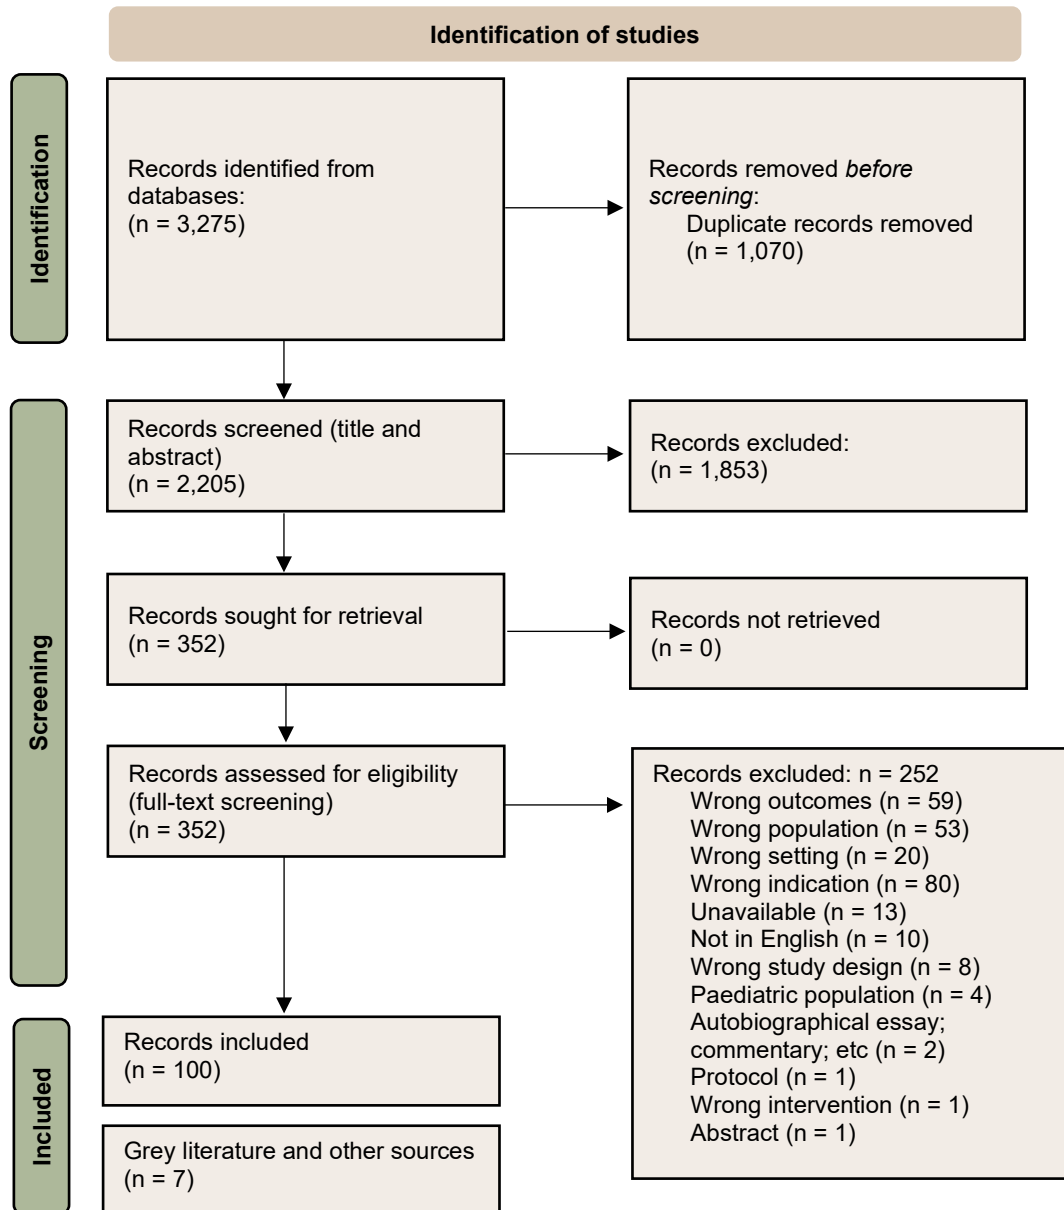 Identification of studies
Identification
Records identified from
databases:
(n = 3,275)
Records removed before
screening:
Duplicate records removed
(n = 1,070)
Screening
Records screened (title and
abstract)
(n = 2,205)
Records excluded:
(n = 1,853)
Records sought for retrieval
(n = 352)
Records not retrieved
(n = 0)
Records assessed for eligibility
(full-text screening)
(n = 352)
Records excluded: n = 252
Wrong outcomes (n = 59)
Wrong population (n = 53)
Wrong setting (n = 20)
Wrong indication (n = 80)
Unavailable (n = 13)
Not in English (n = 10)
Wrong study design (n = 8)
Paediatric population (n = 4)
Autobiographical essay;
commentary; etc (n = 2)
Protocol (n = 1)
Wrong intervention (n = 1)
Abstract (n = 1)
Included
Records included
(n = 100)
Grey literature and other sources
(n = 7)